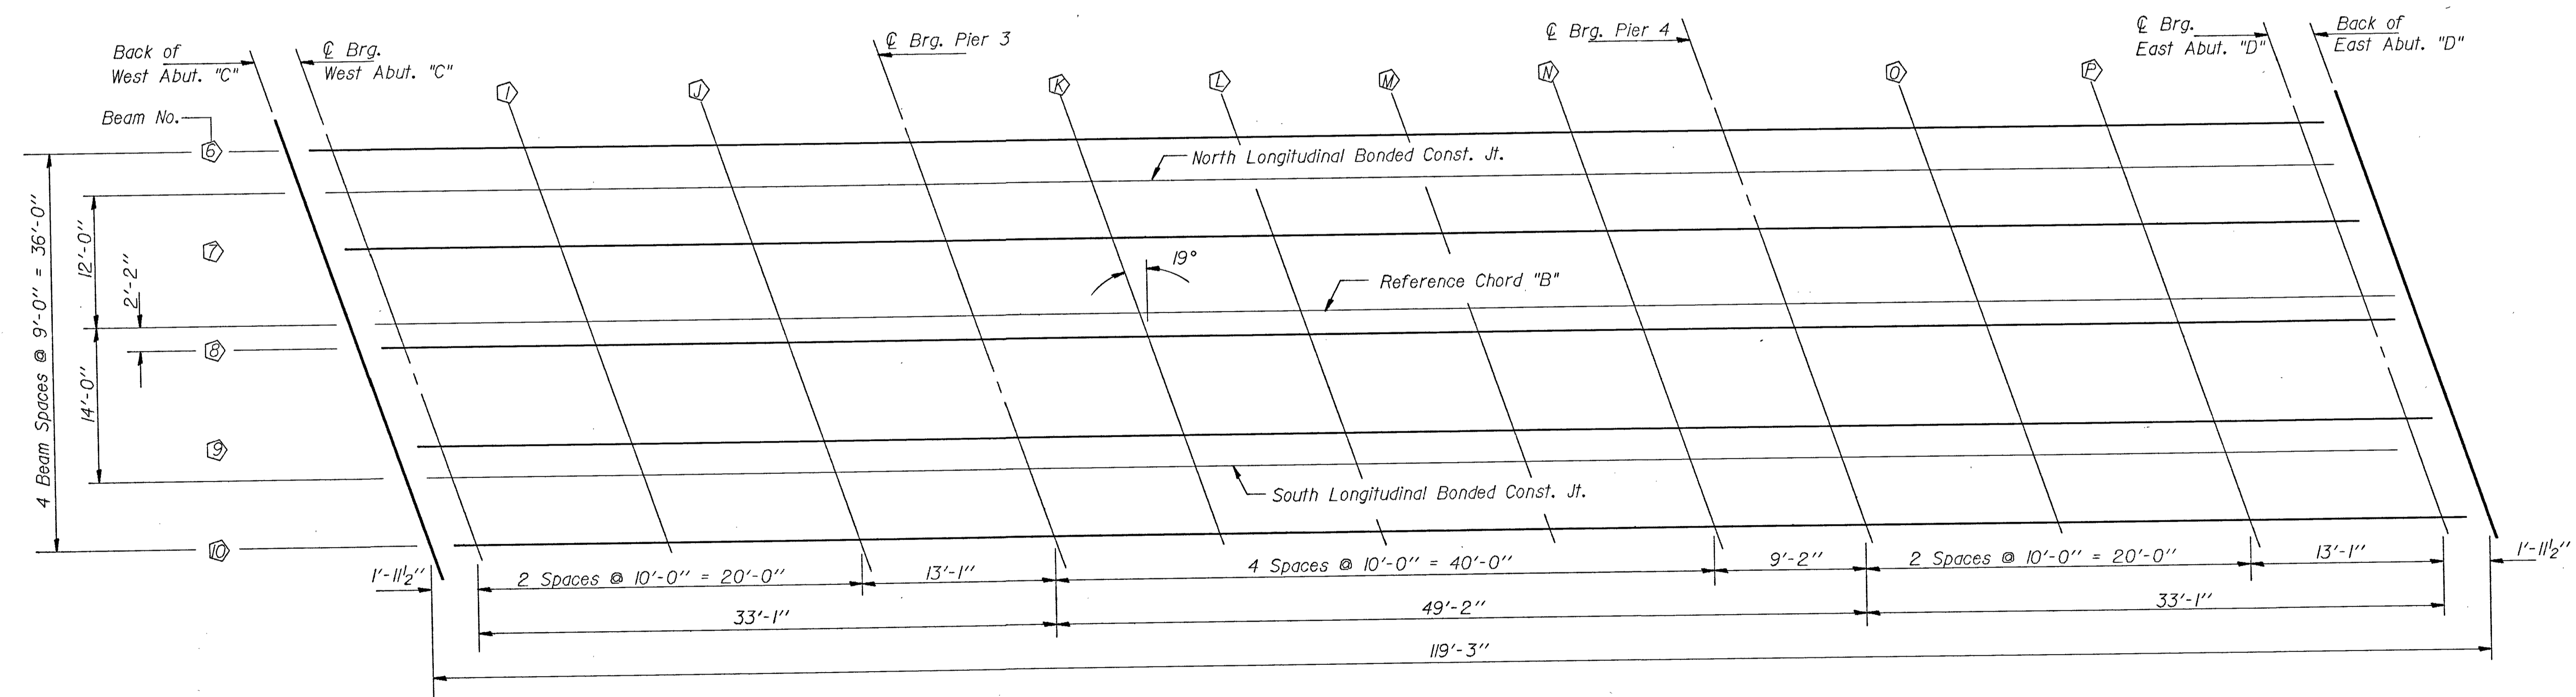 Back of
West Abut. "C"
℄ Brg.
West Abut. "C"
℄ Brg. Pier 3
℄ Brg. Pier 4
℄ Brg.
East Abut. "D"
Back of
East Abut. "D"
I
J
K
L
M
N
O
P
Beam No.
6
7
8
9
10
4 Beam Spaces @ 9'-0" = 36'-0"
12'-0"
2'-2"
14'-0"
North Longitudinal Bonded Const. Jt.
19°
Reference Chord "B"
South Longitudinal Bonded Const. Jt.
1'-11½"
2 Spaces @ 10'-0" = 20'-0"
13'-1"
4 Spaces @ 10'-0" = 40'-0"
9'-2"
2 Spaces @ 10'-0" = 20'-0"
13'-1"
1'-11½"
33'-1"
49'-2"
33'-1"
119'-3"